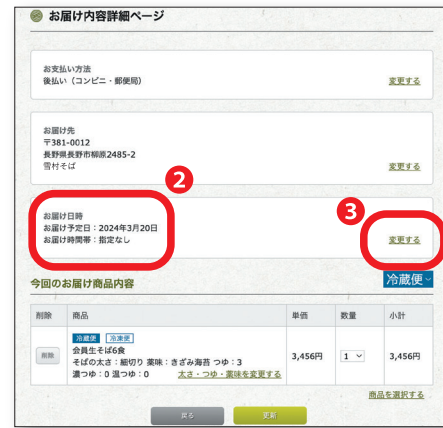 お届け内容詳細ページ
お支払い方法
後払い（コンビニ・郵便局）
変更する
お届け先
〒381-0012
長野県長野市柳原2485-2
雪村そば
変更する
2
3
お届け日時
お届け予定日：2024年3月20日
お届け時間帯：指定なし
変更する
今回のお届け商品内容
冷蔵便
削除 商品 単価 数量 小計
冷蔵便 冷凍便
会員生そば6食
そばの太さ：細切り 薬味：きざみ海苔 つゆ：3
濃つゆ：0 温つゆ：0 太さ・つゆ・薬味を変更する
削除 3,456円 1 3,456円
商品を選択する
戻る 更新